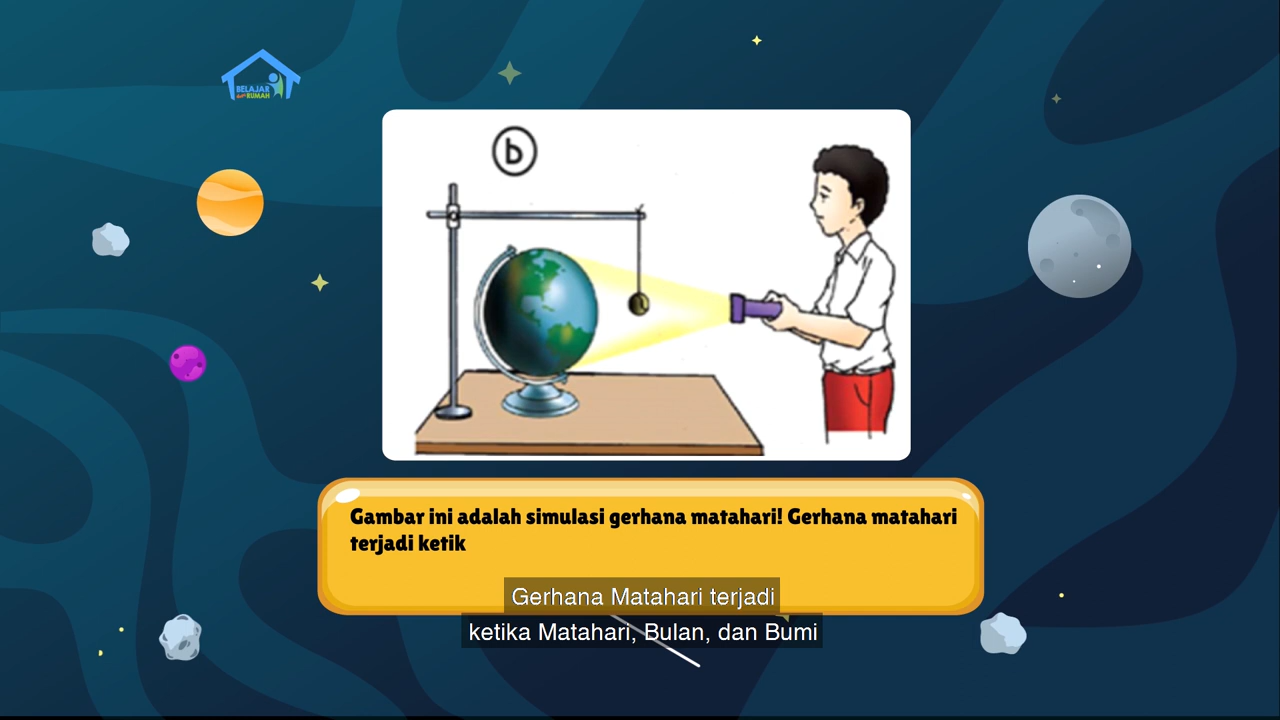 BELAJAR
dari RUMAH
b
Gambar ini adalah simulasi gerhana matahari! Gerhana matahari
terjadi ketik
Gerhana Matahari terjadi
ketika Matahari, Bulan, dan Bumi